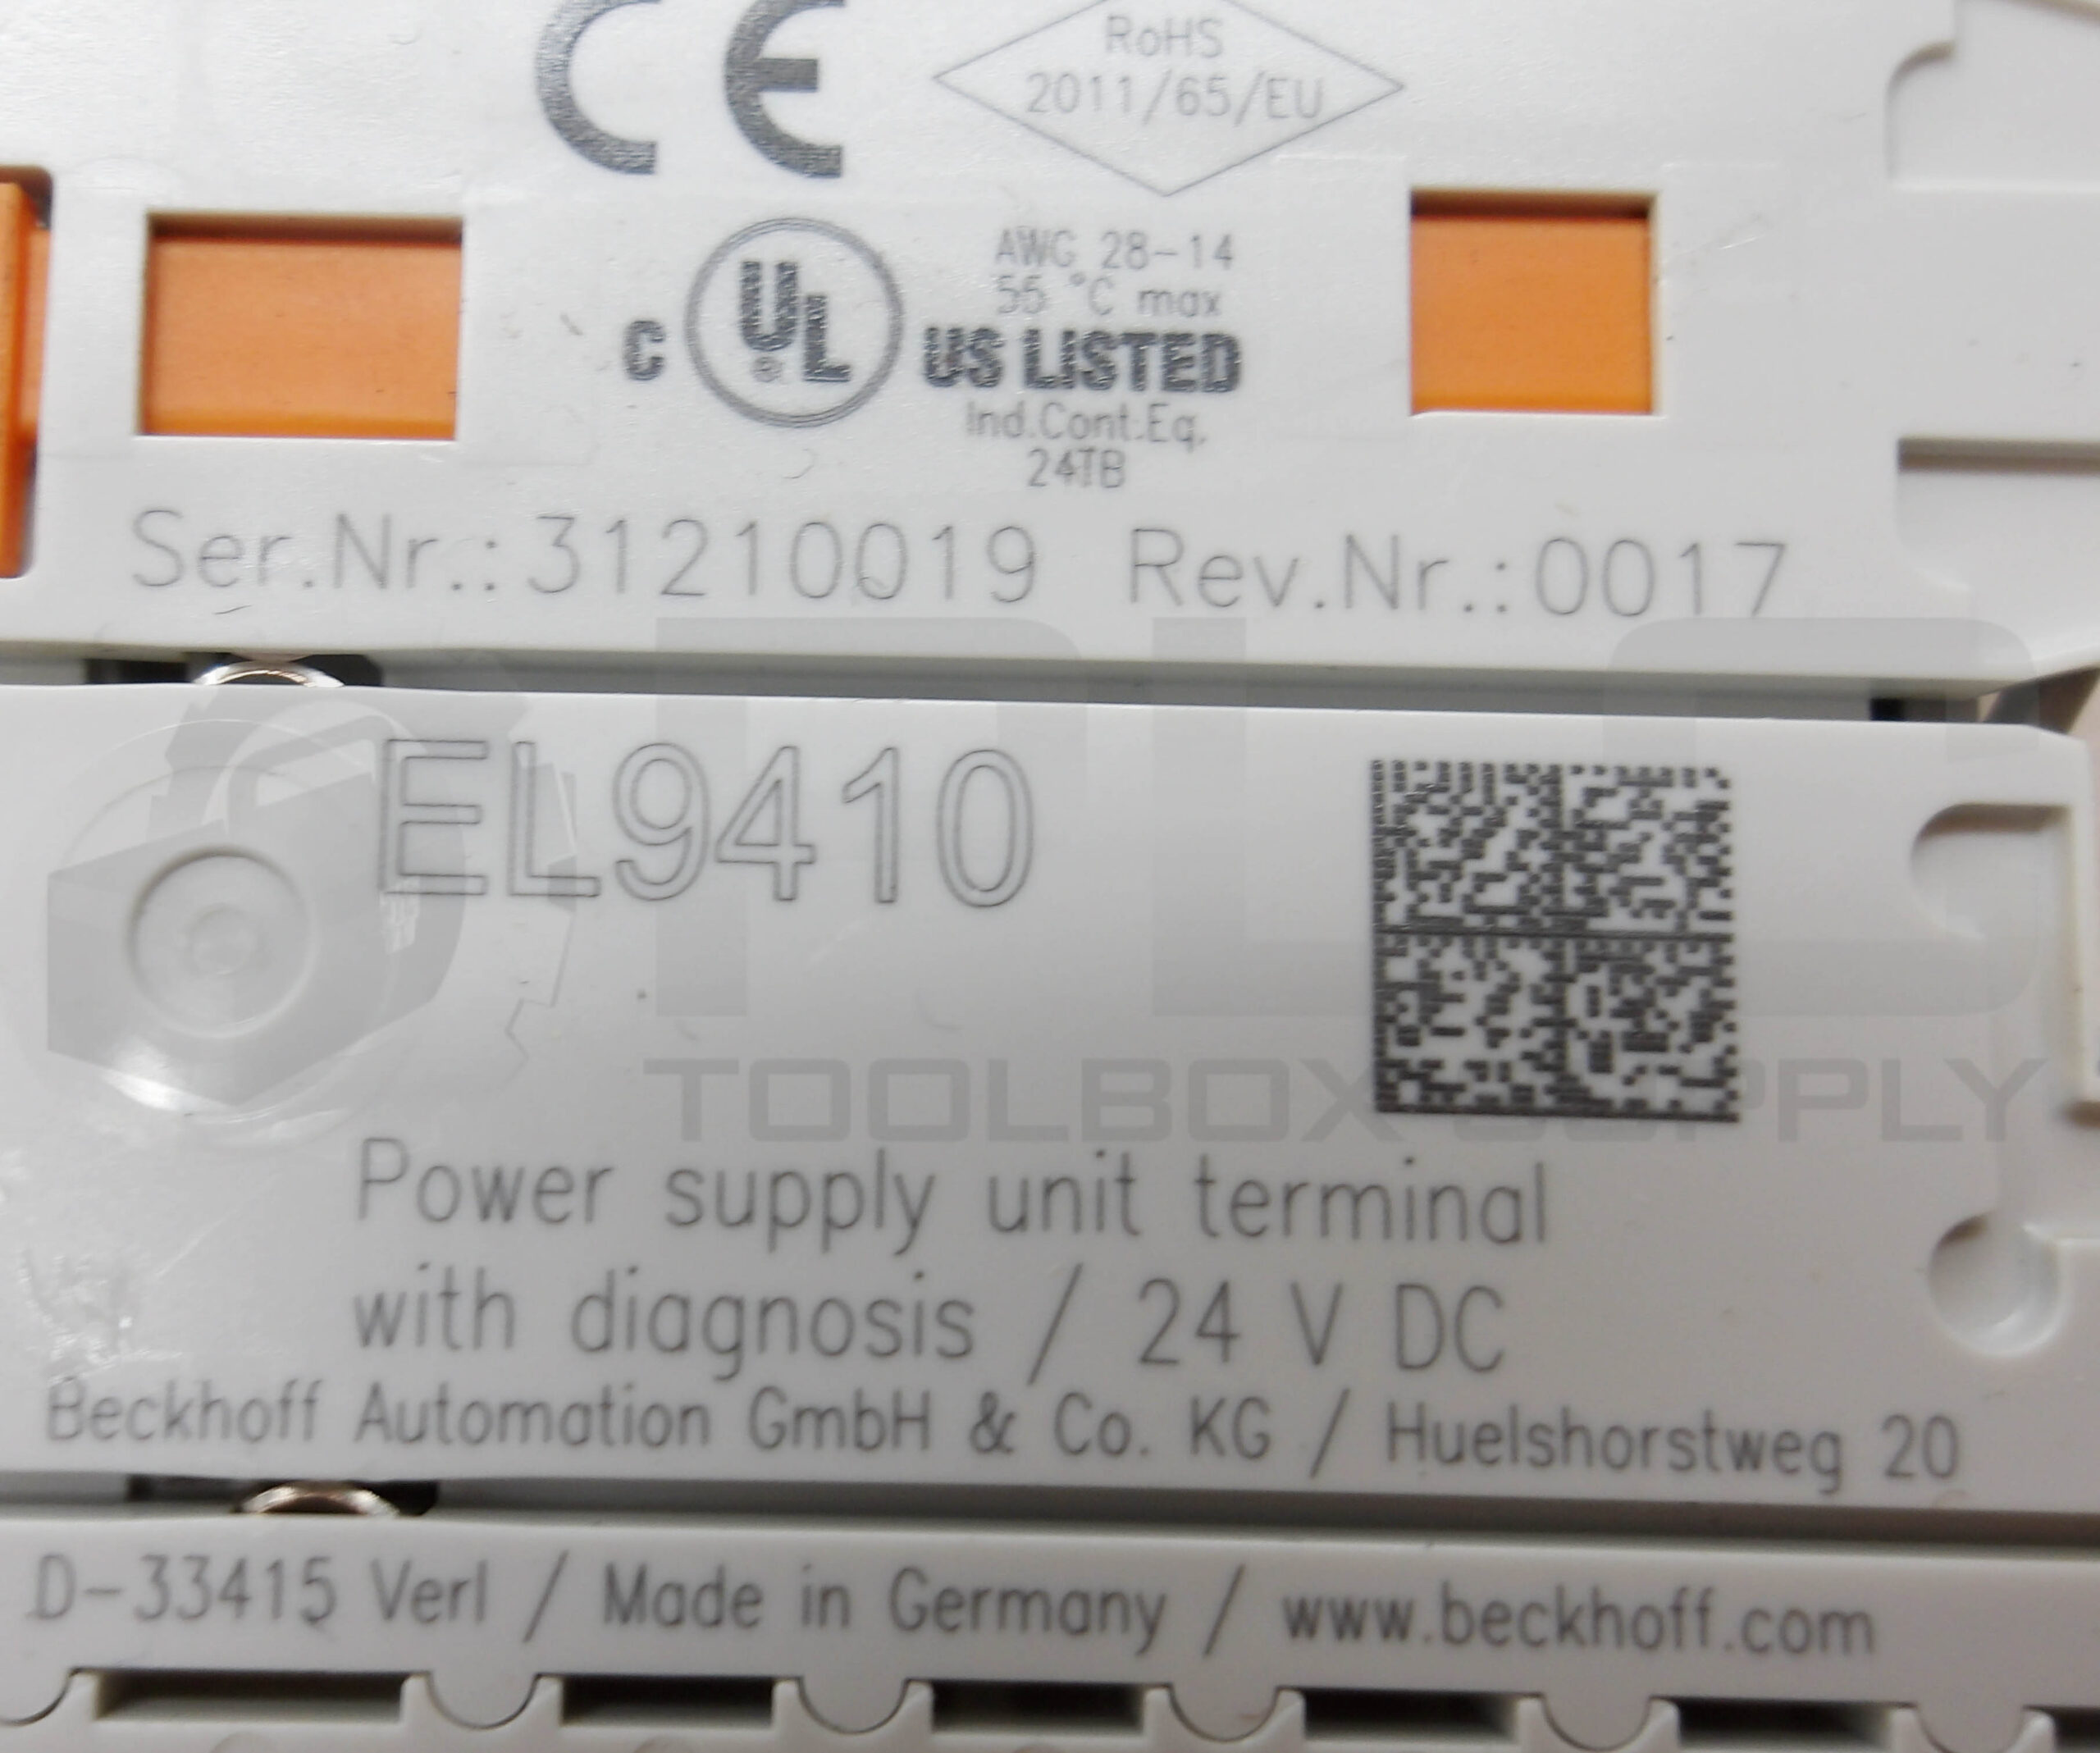 CE
RoHS
2011/65/EU
AWG 28-14
55 °C max
c UL® US LISTED
Ind.Cont.Eq.
24TB
Ser.Nr.:31210019 Rev.Nr.:0017
EL9410
PLC
TOOLBOX SUPPLY
Power supply unit terminal
with diagnosis / 24 V DC
Beckhoff Automation GmbH & Co. KG / Huelshorstweg 20
D-33415 Verl / Made in Germany / www.beckhoff.com